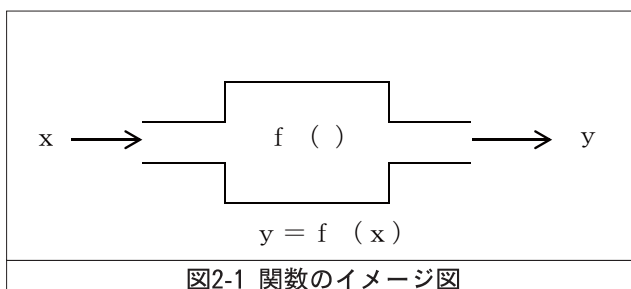 x f ( ) y
y = f (x)
図2-1 関数のイメージ図